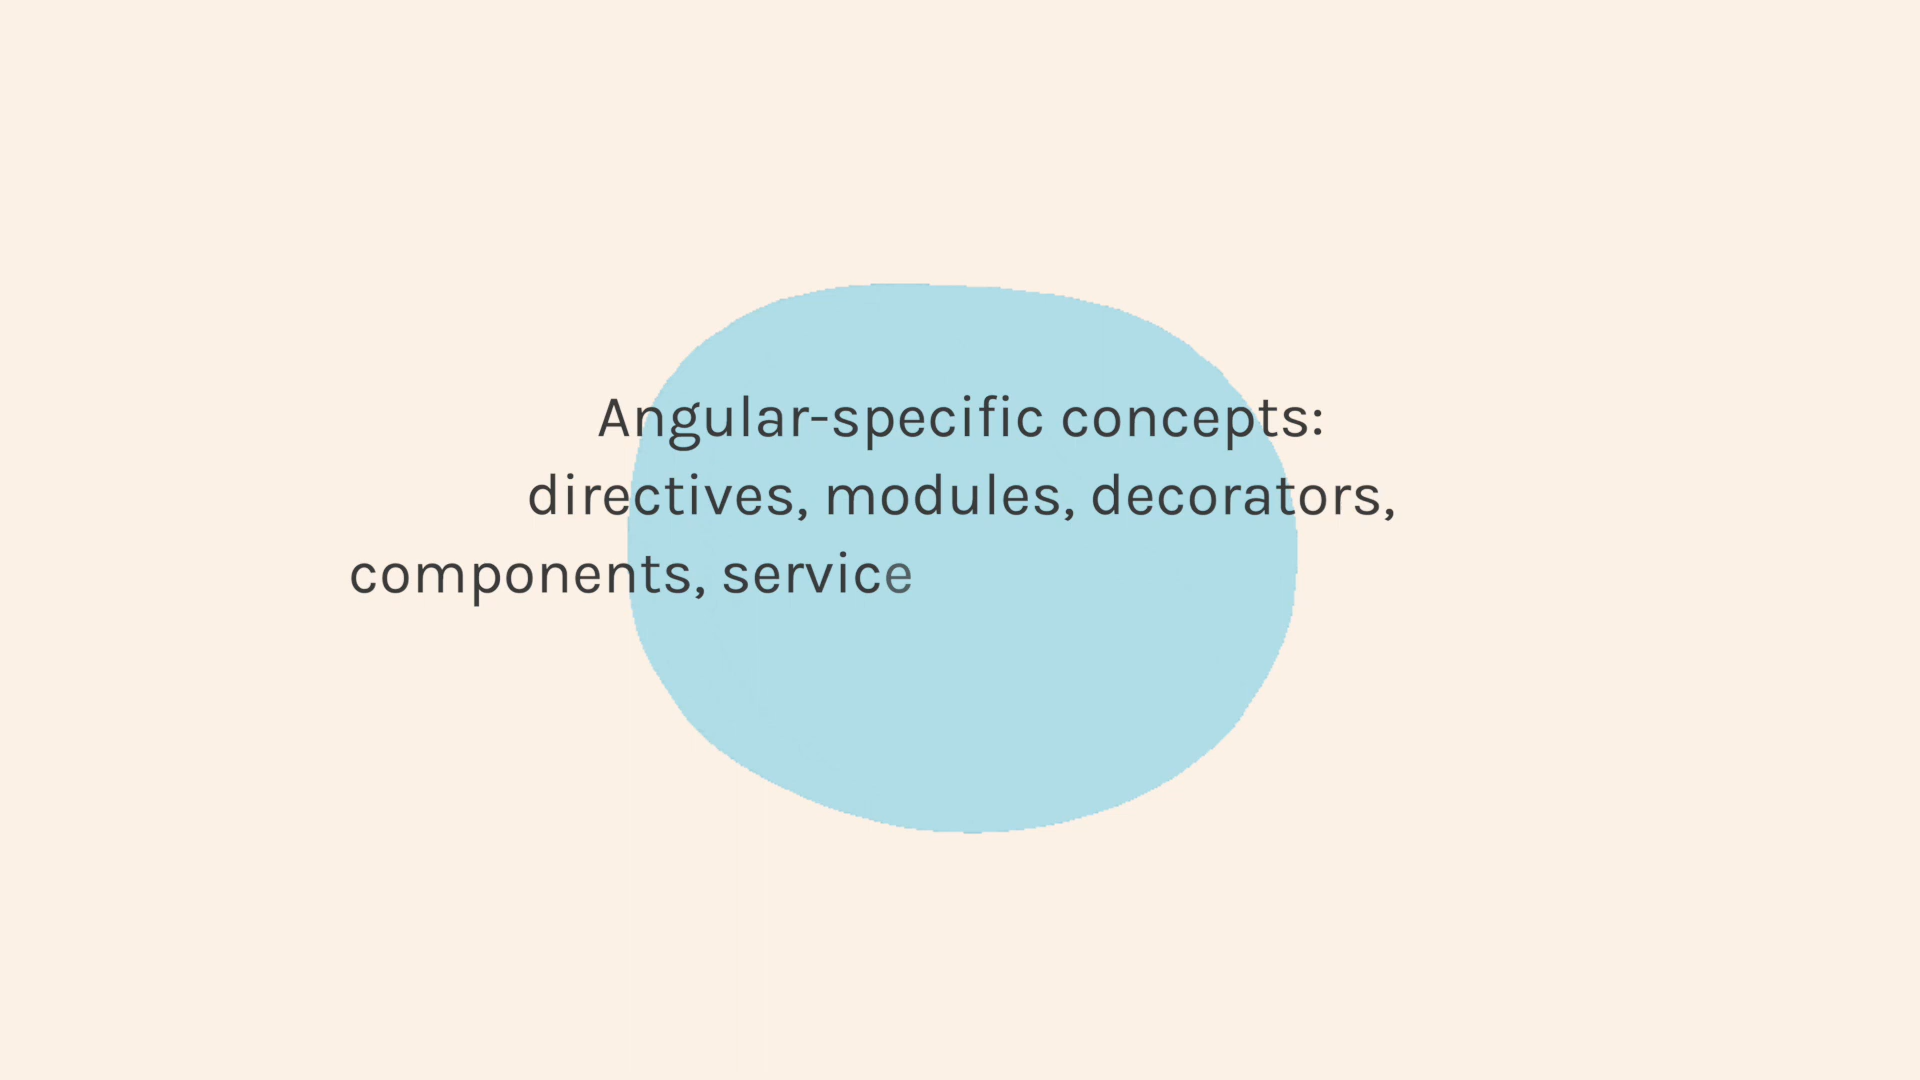 Angular-specific concepts:
directives, modules, decorators,
components, service